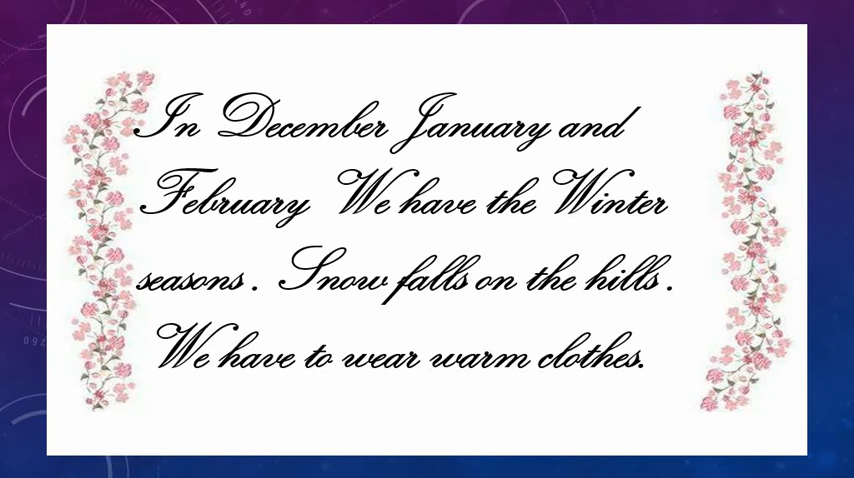 In December January and
February We have the Winter
seasons. Snow falls on the hills.
We have to wear warm clothes.